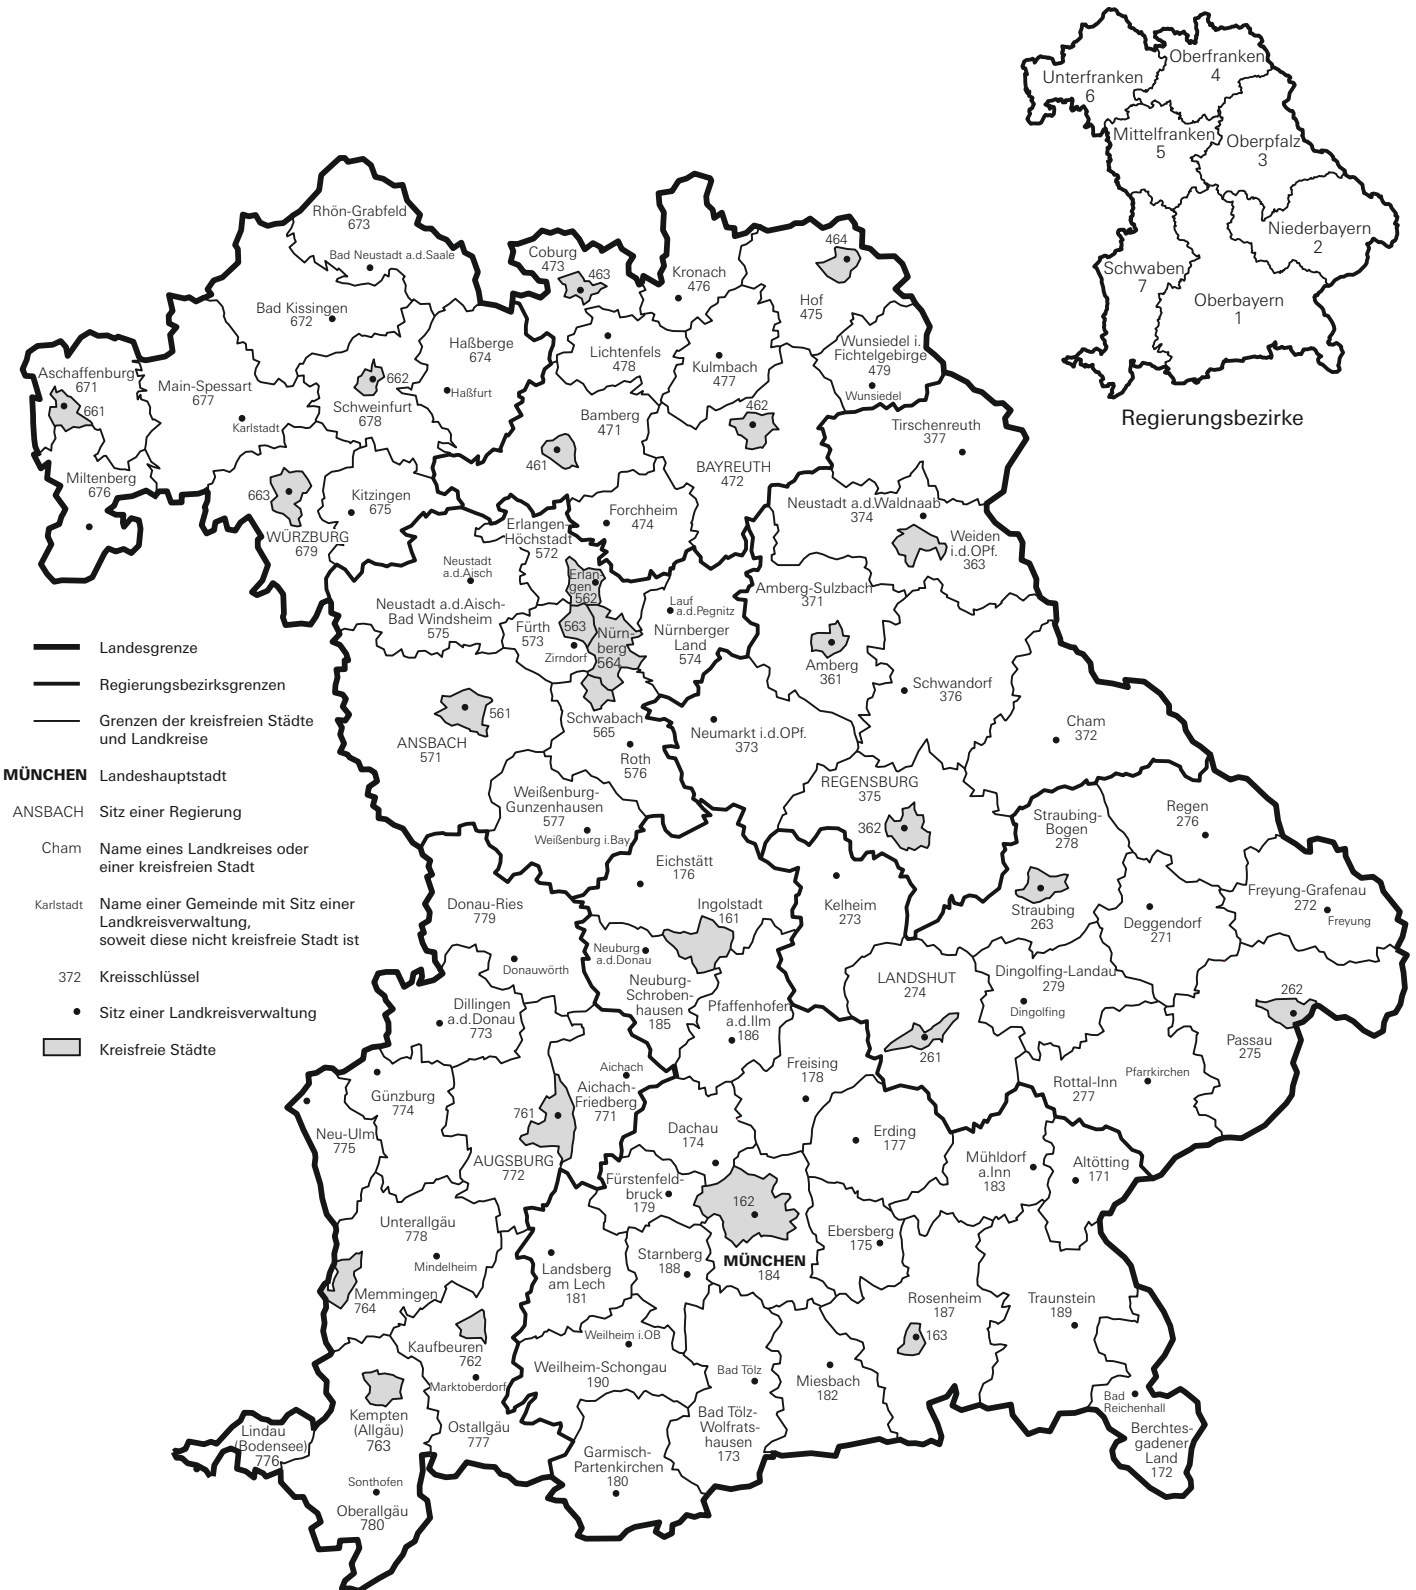 Oberfranken
4
Unterfranken
6
Mittelfranken
5
Oberpfalz
3
Niederbayern
2
Schwaben
7
Oberbayern
1
Regierungsbezirke
Rhön-Grabfeld
673
Bad Neustadt a.d.Saale
Bad Kissingen
672
Coburg
473
463
Kronach
476
464
Hof
475
Haßberge
674
Haßfurt
Lichtenfels
478
Kulmbach
477
Wunsiedel i.
Fichtelgebirge
479
Wunsiedel
Aschaffenburg
671
661
Main-Spessart
677
Karlstadt
662
Schweinfurt
678
Bamberg
471
461
462
BAYREUTH
472
Tirschenreuth
377
Miltenberg
676
663
WÜRZBURG
679
Kitzingen
675
Forchheim
474
Neustadt a.d.Waldnaab
374
Weiden
i.d.OPf.
363
Erlangen-
Höchstadt
572
Neustadt
a.d.Aisch
Neustadt a.d.Aisch-
Bad Windsheim
575
Erlan-
gen
562
Fürth
573
563
Zirndorf
Nürn-
berg
564
Lauf
a.d.Pegnitz
Nürnberger
Land
574
Amberg-Sulzbach
371
Amberg
361
Schwandorf
376
Cham
372
561
ANSBACH
571
Schwabach
565
Roth
576
Neumarkt i.d.OPf.
373
Weißenburg-
Gunzenhausen
577
Weißenburg i.Bay.
REGENSBURG
375
362
Straubing-
Bogen
278
Regen
276
Landesgrenze
Regierungsbezirksgrenzen
Grenzen der kreisfreien Städte
und Landkreise
MÜNCHEN Landeshauptstadt
ANSBACH Sitz einer Regierung
Cham Name eines Landkreises oder
einer kreisfreien Stadt
Karlstadt Name einer Gemeinde mit Sitz einer
Landkreisverwaltung,
soweit diese nicht kreisfreie Stadt ist
372 Kreisschlüssel
Sitz einer Landkreisverwaltung
Kreisfreie Städte
Eichstätt
176
Ingolstadt
161
Kelheim
273
Straubing
263
Deggendorf
271
Freyung-Grafenau
272
Freyung
Donau-Ries
779
Donauwörth
Neuburg
a.d.Donau
Neuburg-
Schroben-
hausen
185
Pfaffenhofen
a.d.Ilm
186
LANDSHUT
274
261
Dingolfing-Landau
279
Dingolfing
262
Passau
275
Dillingen
a.d.Donau
773
Freising
178
Rottal-Inn
277
Pfarrkirchen
Günzburg
774
Neu-Ulm
775
761
AUGSBURG
772
Aichach
Aichach-
Friedberg
771
Dachau
174
Erding
177
Mühldorf
a.Inn
183
Altötting
171
Fürstenfeld-
bruck
179
162
MÜNCHEN
184
Ebersberg
175
Unterallgäu
778
Mindelheim
Memmingen
764
Landsberg
am Lech
181
Starnberg
188
Rosenheim
187
163
Traunstein
189
Kaufbeuren
762
Marktoberdorf
Weilheim i.OB
Weilheim-Schongau
190
Bad Tölz
Bad Tölz-
Wolfrats-
hausen
173
Miesbach
182
Bad
Reichenhall
Berchtes-
gadener
Land
172
Kempten
(Allgäu)
763
Ostallgäu
777
Garmisch-
Partenkirchen
180
Lindau
(Bodensee)
776
Sonthofen
Oberallgäu
780